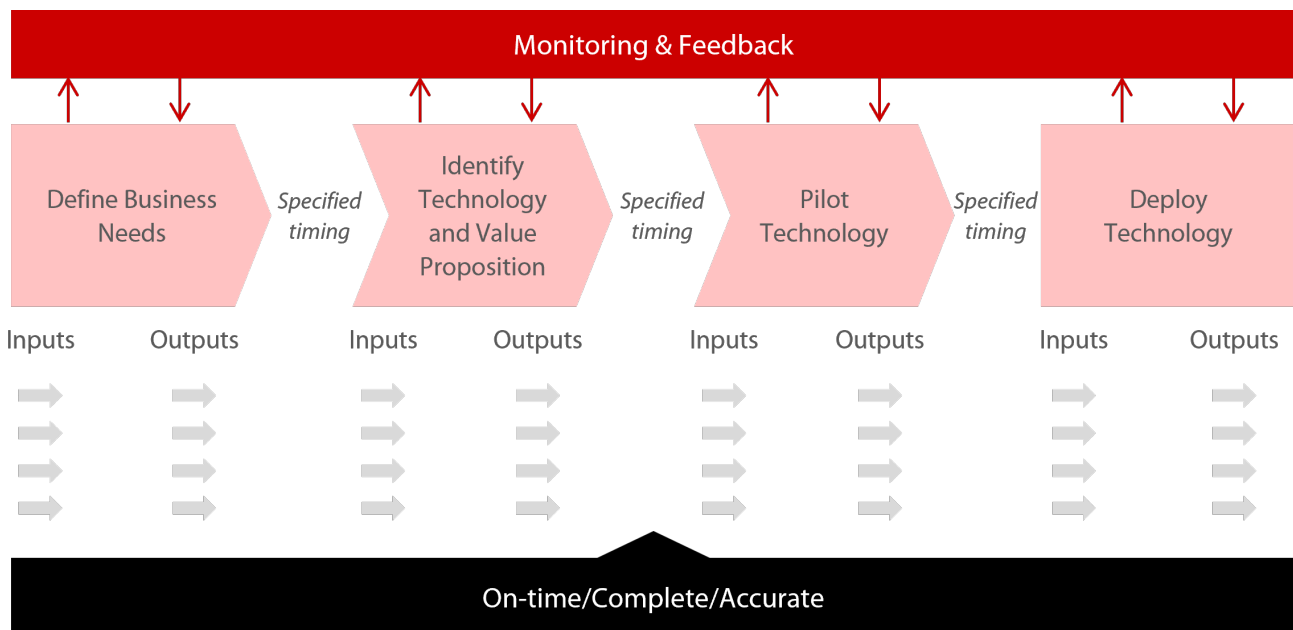 Monitoring & Feedback
Define Business
Needs
Specified
timing
Identify
Technology
and Value
Proposition
Specified
timing
Pilot
Technology
Specified
timing
Deploy
Technology
Inputs
Outputs
Inputs
Outputs
Inputs
Outputs
Inputs
Outputs
On-time/Complete/Accurate